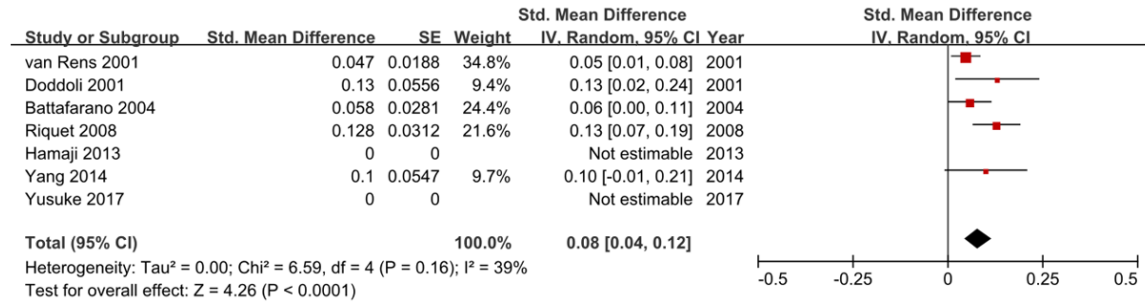 Std. Mean Difference Std. Mean Difference
Study or Subgroup Std. Mean Difference SE Weight IV, Random, 95% CI Year IV, Random, 95% CI
van Rens 2001 0.047 0.0188 34.8% 0.05 [0.01, 0.08] 2001
Doddoli 2001 0.13 0.0556 9.4% 0.13 [0.02, 0.24] 2001
Battafarano 2004 0.058 0.0281 24.4% 0.06 [0.00, 0.11] 2004
Riquet 2008 0.128 0.0312 21.6% 0.13 [0.07, 0.19] 2008
Hamaji 2013 0 0 Not estimable 2013
Yang 2014 0.1 0.0547 9.7% 0.10 [-0.01, 0.21] 2014
Yusuke 2017 0 0 Not estimable 2017
Total (95% CI) 100.0% 0.08 [0.04, 0.12]
Heterogeneity: Tau² = 0.00; Chi² = 6.59, df = 4 (P = 0.16); I² = 39%
Test for overall effect: Z = 4.26 (P < 0.0001)
-0.5 -0.25 0 0.25 0.5